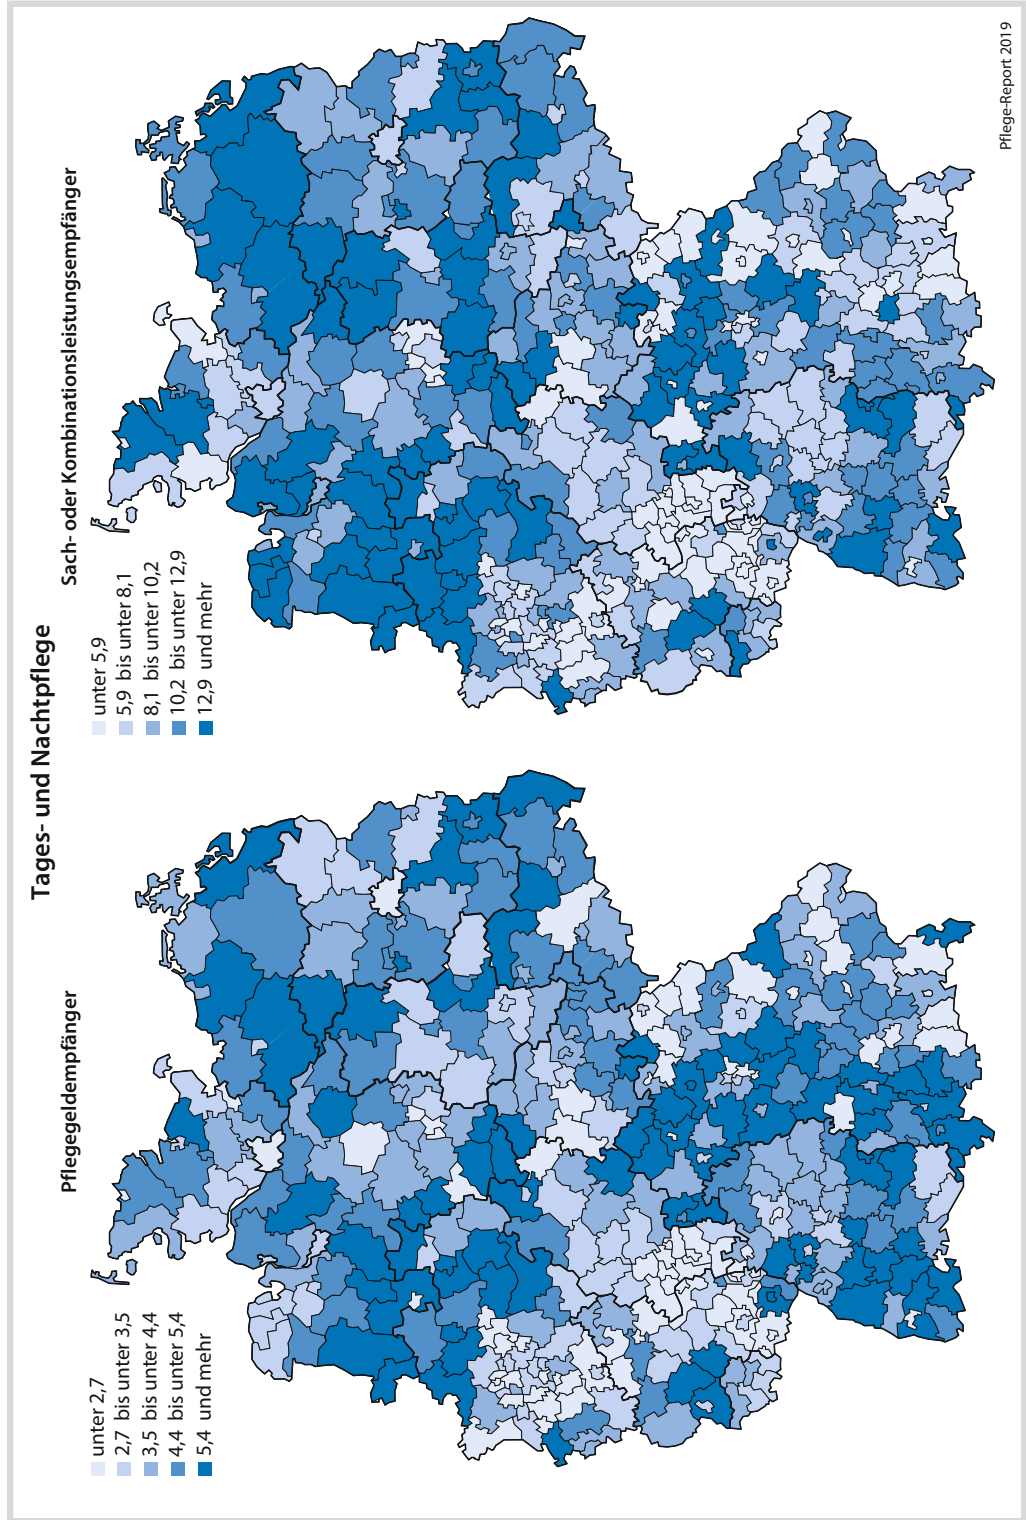 Tages- und Nachtpflege
Pflegegeldempfänger
unter 2,7
2,7 bis unter 3,5
3,5 bis unter 4,4
4,4 bis unter 5,4
5,4 und mehr
Sach- oder Kombinationsleistungsempfänger
unter 5,9
5,9 bis unter 8,1
8,1 bis unter 10,2
10,2 bis unter 12,9
12,9 und mehr
Pflege-Report 2019